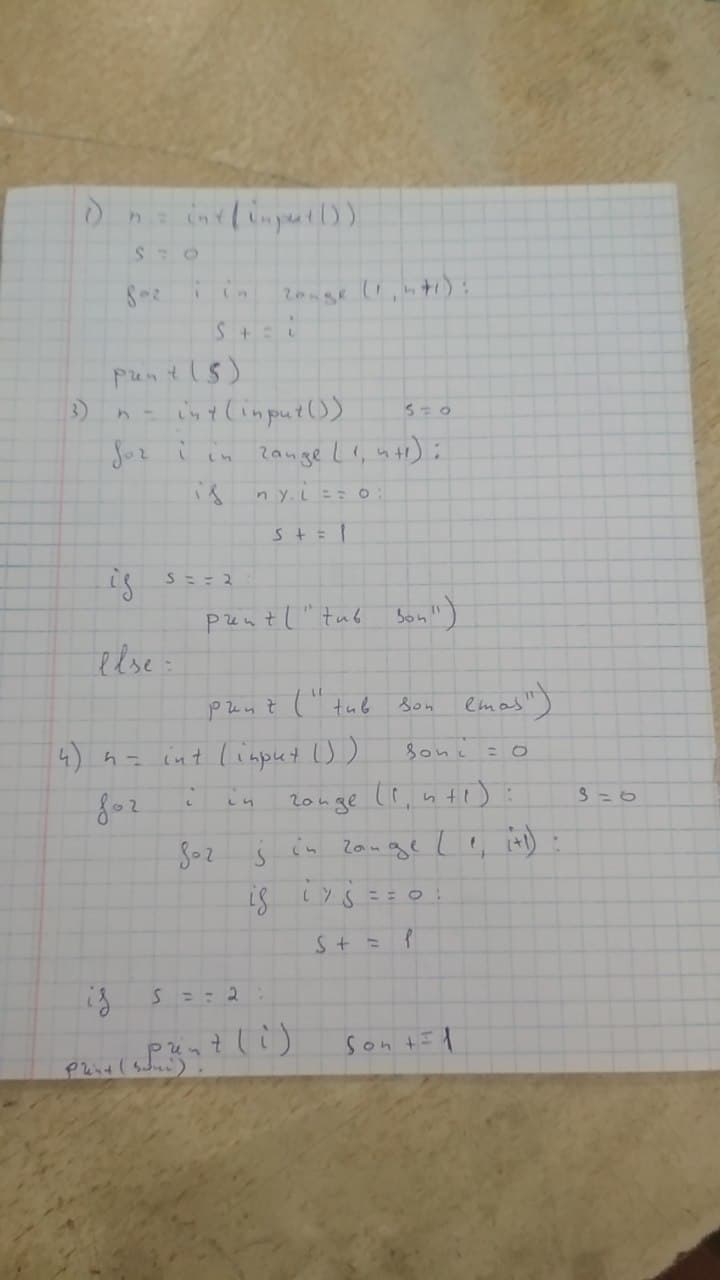 1) n = int(input())
s = 0
for i in range(1, n+1):
s += i
print(s)
3) n = int(input()) s=0
for i in range(1, n+1):
if n % i == 0:
s += 1
if s == 2:
print("tub son")
else:
print("tub son emas")
4) n = int(input()) soni = 0
for i in range(1, n+1): s=0
for j in range(1, i+1):
if i % j == 0:
s += 1
if s == 2:
print(i) son += 1
print(soni).